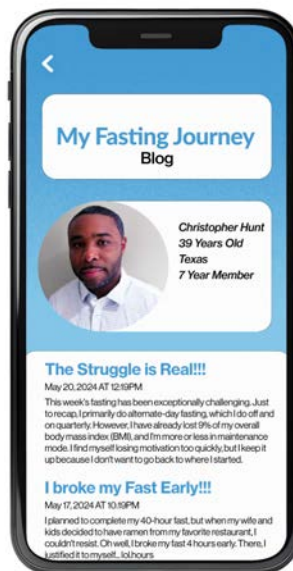 My Fasting Journey
Blog
Christopher Hunt
39 Years Old
Texas
7 Year Member
The Struggle is Real!!!
May 20, 2024 AT 12:19PM
This week's fasting has been exceptionally challenging. Just
to recap, I primarily do alternate-day fasting, which I do off and
on quarterly. However, I have already lost 9% of my overall
body mass index (BMI), and I'm more or less in maintenance
mode. I find myself losing motivation too quickly, but I keep it
up because I don't want to go back to where I started.
I broke my Fast Early!!!
May 17, 2024 AT 10:19PM
I planned to complete my 40-hour fast, but when my wife and
kids decided to have ramen from my favorite restaurant, I
couldn't resist. Oh well, I broke my fast 4 hours early. There, I
justified it to myself... lol.hours